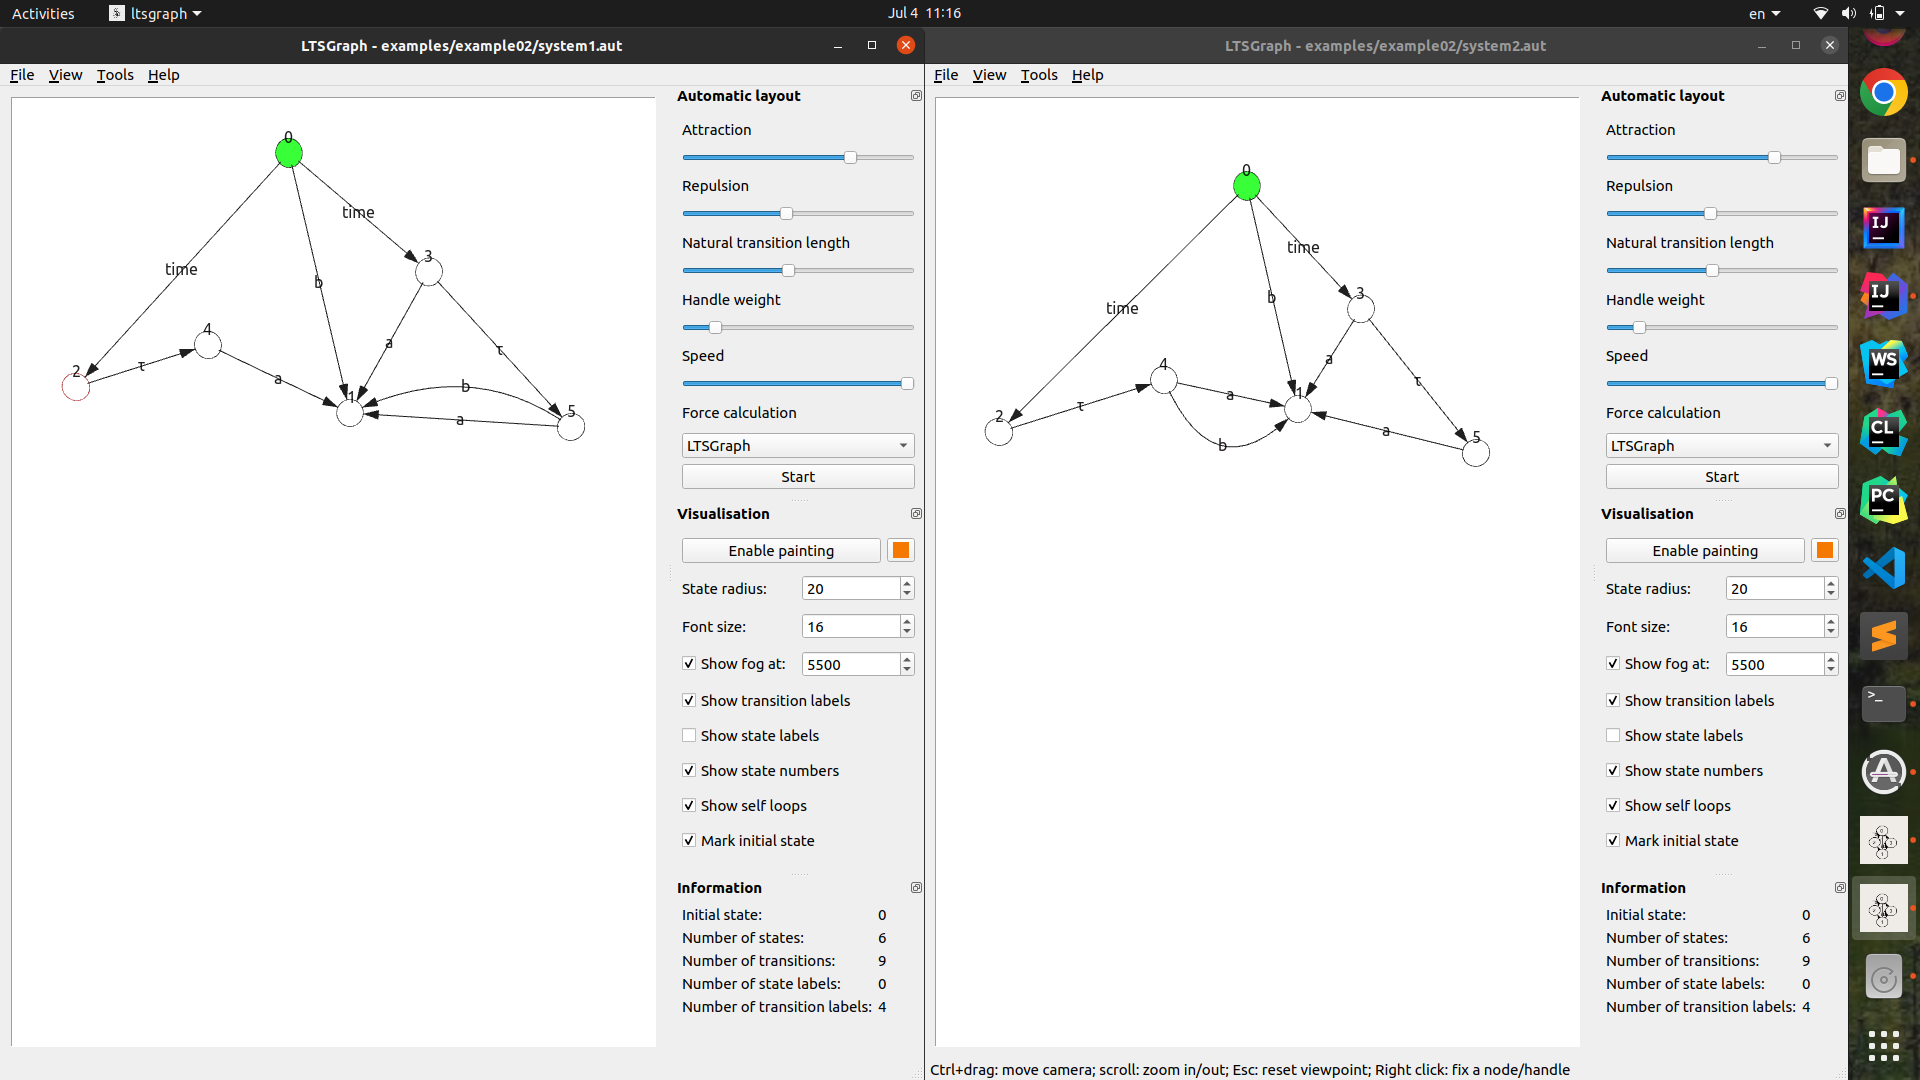 Activities ltsgraph Jul 4 11:16 en
LTSGraph - examples/example02/system1.aut
File View Tools Help
0
time
3
time
b
4
a
τ
2
τ
a
b
1
5
a
Automatic layout
Attraction
Repulsion
Natural transition length
Handle weight
Speed
Force calculation
LTSGraph
Start
Visualisation
Enable painting
State radius: 20
Font size: 16
Show fog at: 5500
Show transition labels
Show state labels
Show state numbers
Show self loops
Mark initial state
Information
Initial state: 0
Number of states: 6
Number of transitions: 9
Number of state labels: 0
Number of transition labels: 4
LTSGraph - examples/example02/system2.aut
File View Tools Help
0
time
3
b
time
a
4
τ
a
1
τ
2
a
5
b
Automatic layout
Attraction
Repulsion
Natural transition length
Handle weight
Speed
Force calculation
LTSGraph
Start
Visualisation
Enable painting
State radius: 20
Font size: 16
Show fog at: 5500
Show transition labels
Show state labels
Show state numbers
Show self loops
Mark initial state
Information
Initial state: 0
Number of states: 6
Number of transitions: 9
Number of state labels: 0
Number of transition labels: 4
Ctrl+drag: move camera; scroll: zoom in/out; Esc: reset viewpoint; Right click: fix a node/handle
IJ
IJ
WS
CL
PC
>_